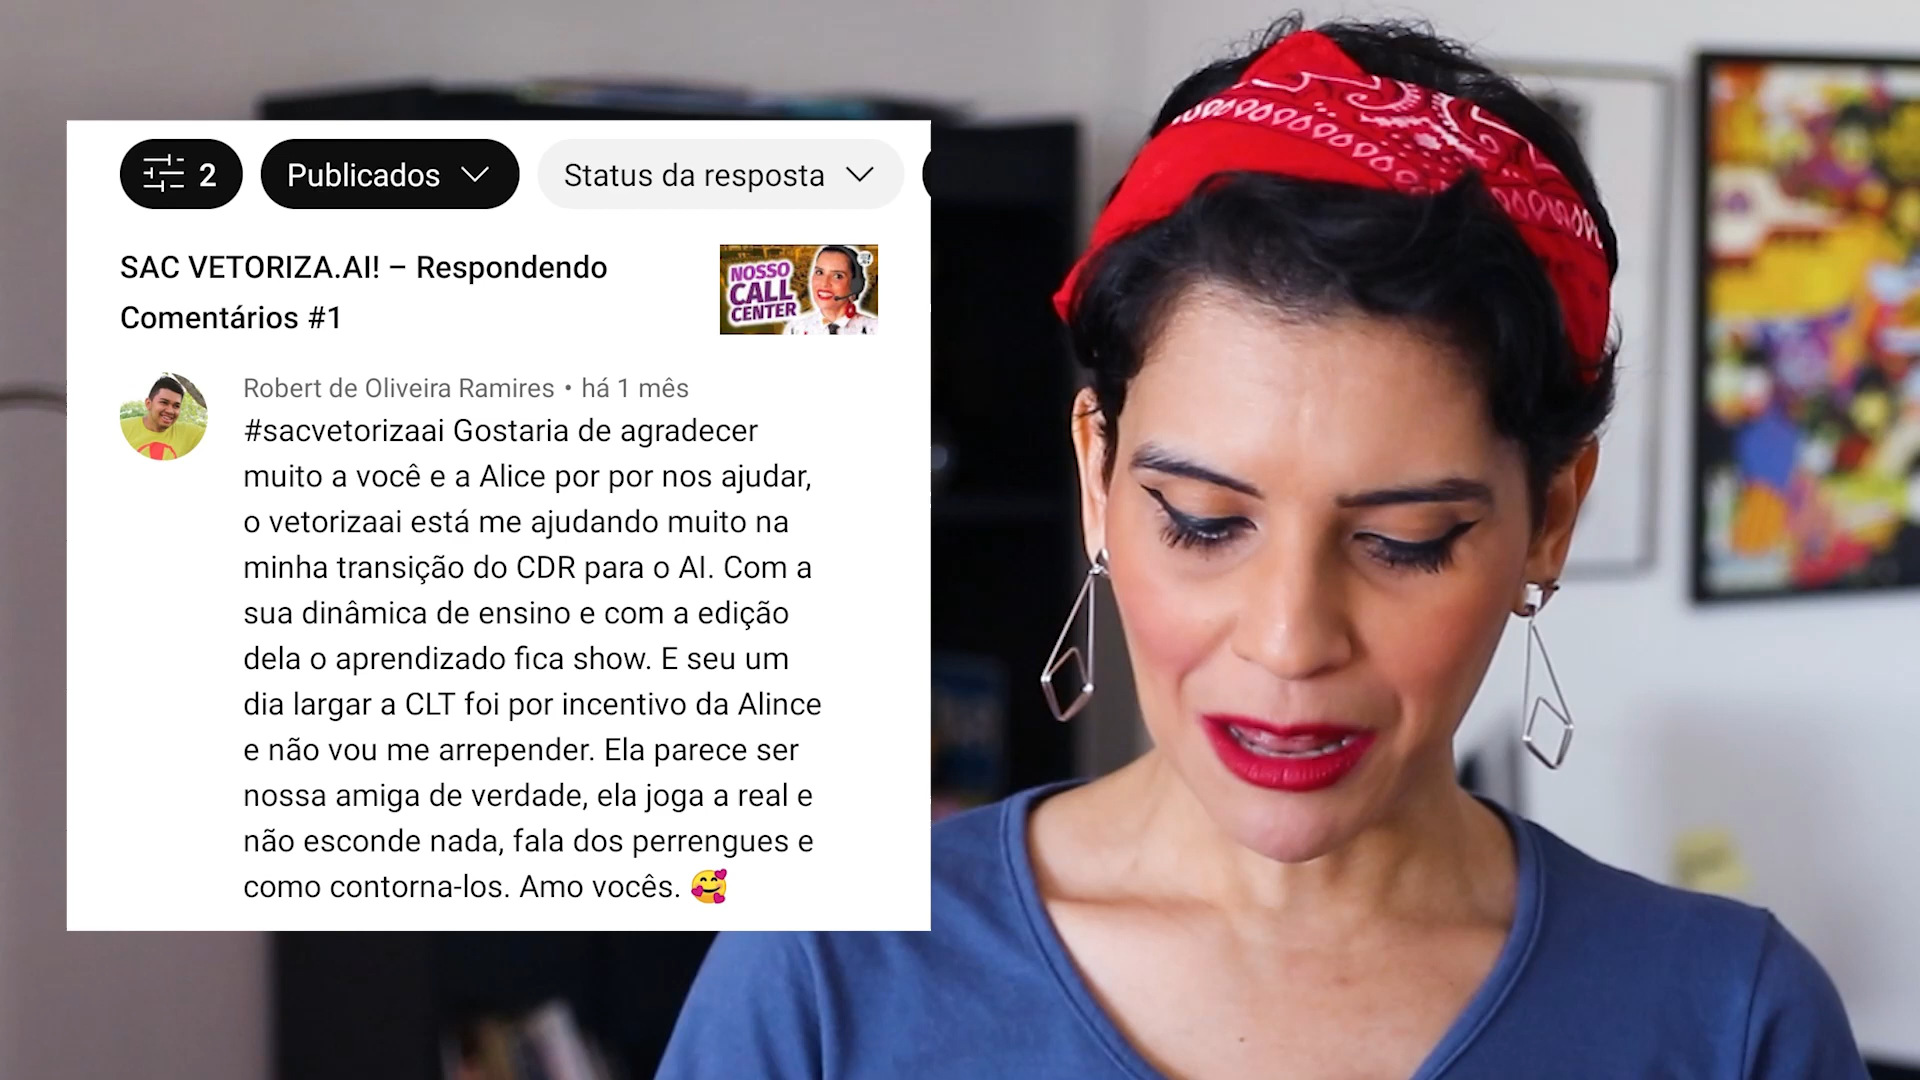 2 Publicados Status da resposta
SAC VETORIZA.AI! – Respondendo
Comentários #1
NOSSO
CALL
CENTER
Robert de Oliveira Ramires • há 1 mês
#sacvetorizaai Gostaria de agradecer
muito a você e a Alice por por nos ajudar,
o vetorizaai está me ajudando muito na
minha transição do CDR para o AI. Com a
sua dinâmica de ensino e com a edição
dela o aprendizado fica show. E seu um
dia largar a CLT foi por incentivo da Alince
e não vou me arrepender. Ela parece ser
nossa amiga de verdade, ela joga a real e
não esconde nada, fala dos perrengues e
como contorna-los. Amo vocês. 🥰